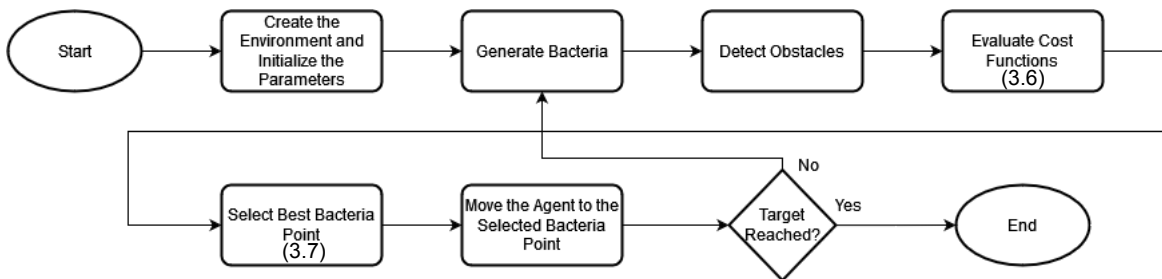 Start
Create the
Environment and
Initialize the
Parameters
Generate Bacteria
Detect Obstacles
Evaluate Cost
Functions
(3.6)
No
Select Best Bacteria
Point
(3.7)
Move the Agent to the
Selected Bacteria
Point
Target
Reached?
Yes
End